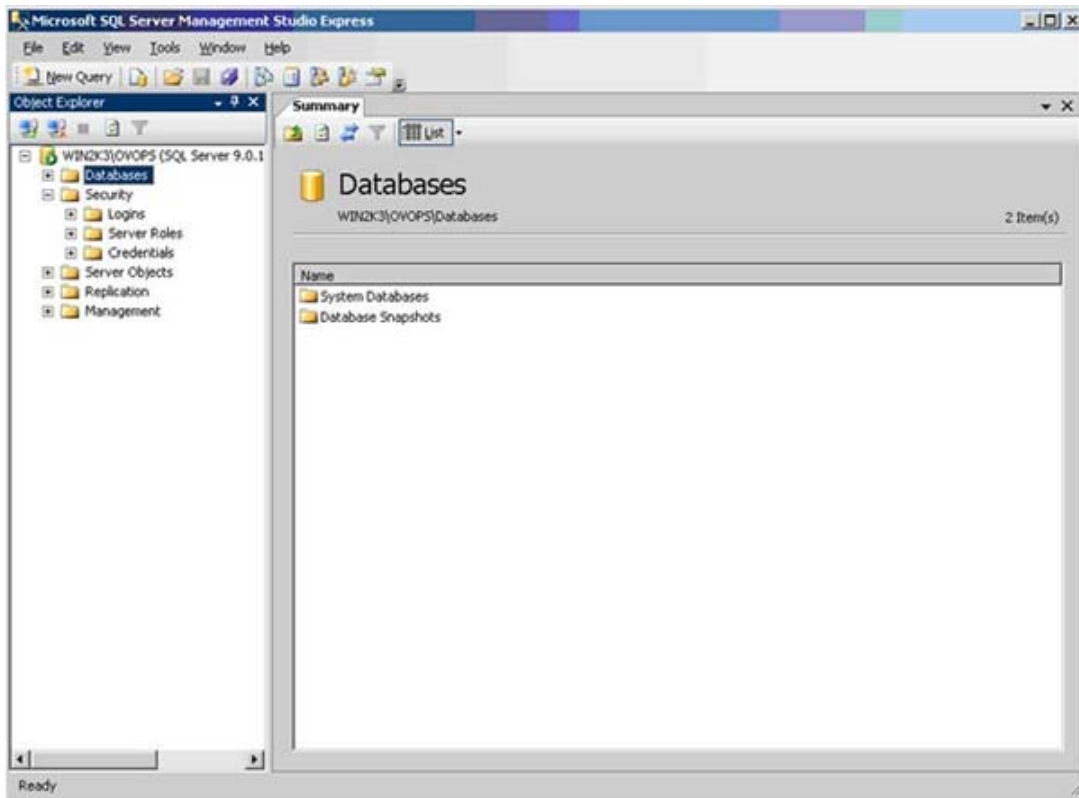 Microsoft SQL Server Management Studio Express
File Edit View Tools Window Help
New Query
Object Explorer
Summary
List
WIN2K3\OVOPS (SQL Server 9.0.1
Databases
Security
Logins
Server Roles
Credentials
Server Objects
Replication
Management
Databases
WIN2K3\OVOPS\Databases
2 Item(s)
Name
System Databases
Database Snapshots
Ready